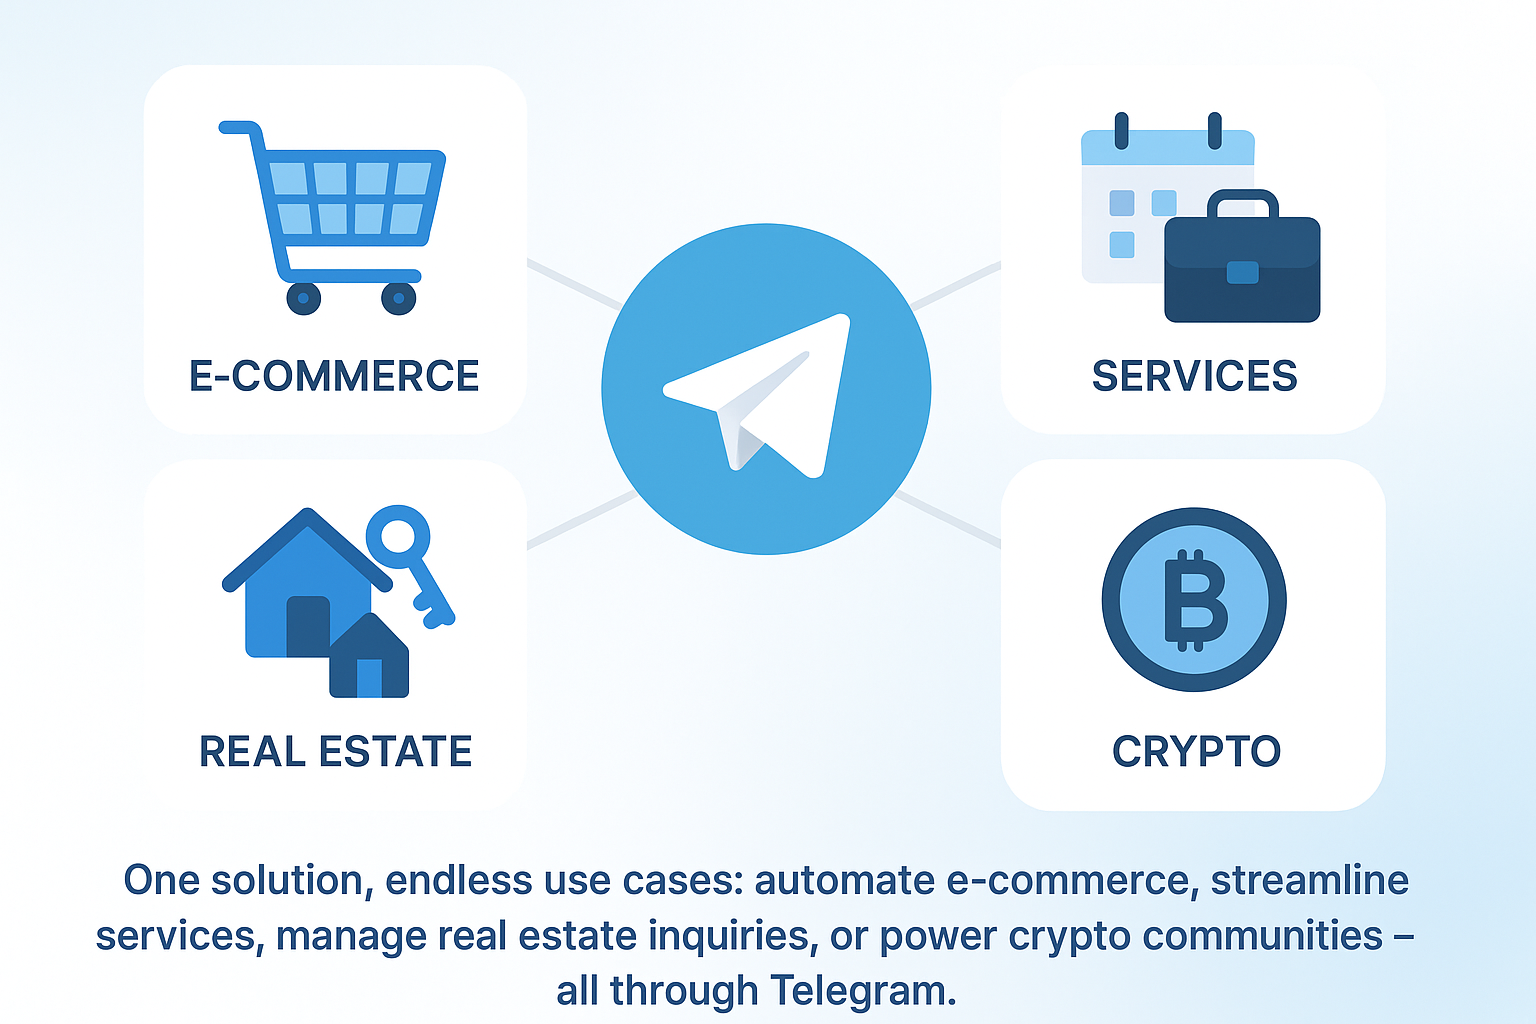 E-COMMERCE
SERVICES
REAL ESTATE
CRYPTO
One solution, endless use cases: automate e-commerce, streamline
services, manage real estate inquiries, or power crypto communities –
all through Telegram.